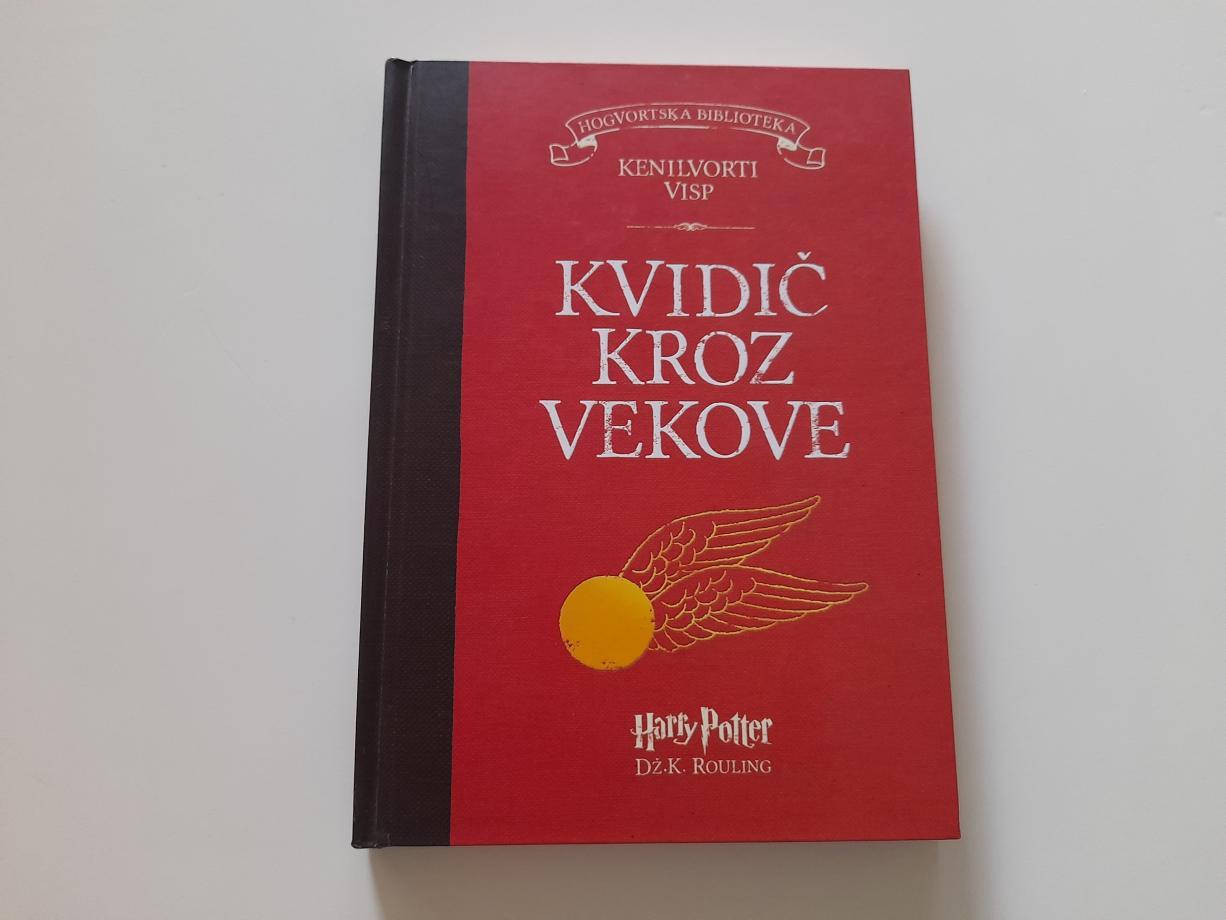 HOGVORTSKA BIBLIOTEKA
KENILVORTI
VISP
KVIDIČ
KROZ
VEKOVE
Harry Potter
DŽ.K. ROULING